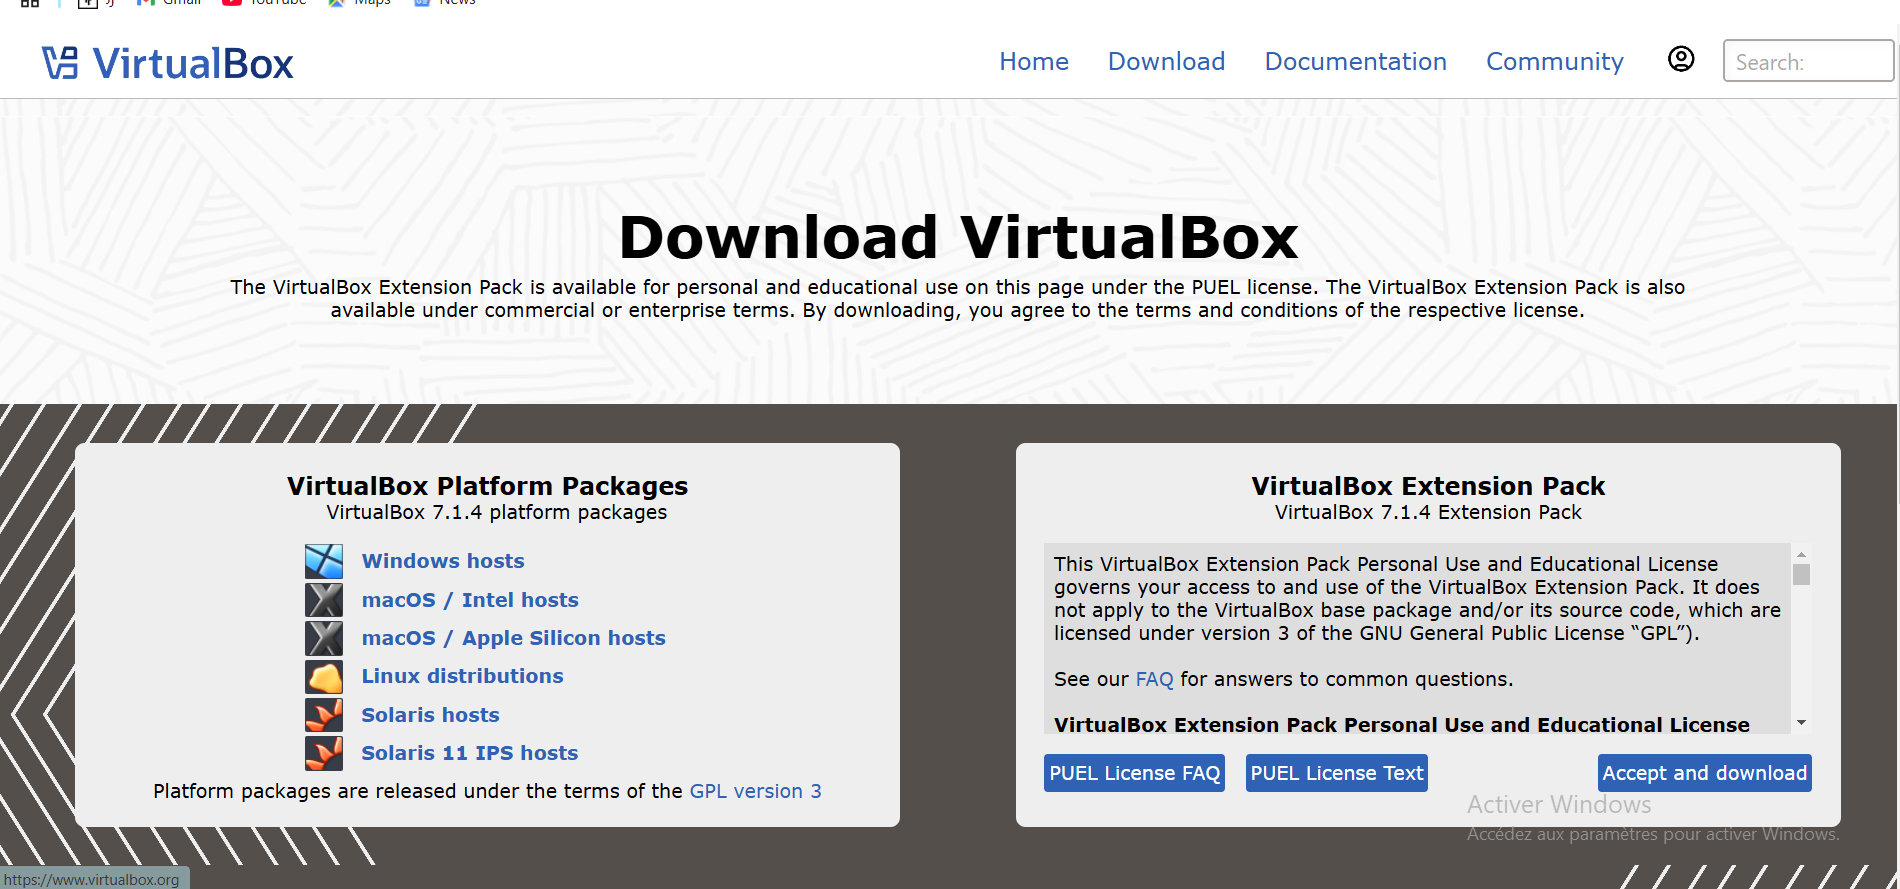 Gmail YouTube Maps News
VirtualBox
Home Download Documentation Community Search:
Download VirtualBox
The VirtualBox Extension Pack is available for personal and educational use on this page under the PUEL license. The VirtualBox Extension Pack is also
available under commercial or enterprise terms. By downloading, you agree to the terms and conditions of the respective license.
VirtualBox Platform Packages
VirtualBox 7.1.4 platform packages
Windows hosts
macOS / Intel hosts
macOS / Apple Silicon hosts
Linux distributions
Solaris hosts
Solaris 11 IPS hosts
Platform packages are released under the terms of the GPL version 3
VirtualBox Extension Pack
VirtualBox 7.1.4 Extension Pack
This VirtualBox Extension Pack Personal Use and Educational License
governs your access to and use of the VirtualBox Extension Pack. It does
not apply to the VirtualBox base package and/or its source code, which are
licensed under version 3 of the GNU General Public License “GPL”).
See our FAQ for answers to common questions.
VirtualBox Extension Pack Personal Use and Educational License
PUEL License FAQ PUEL License Text Accept and download
Activer Windows
Accédez aux paramètres pour activer Windows.
https://www.virtualbox.org